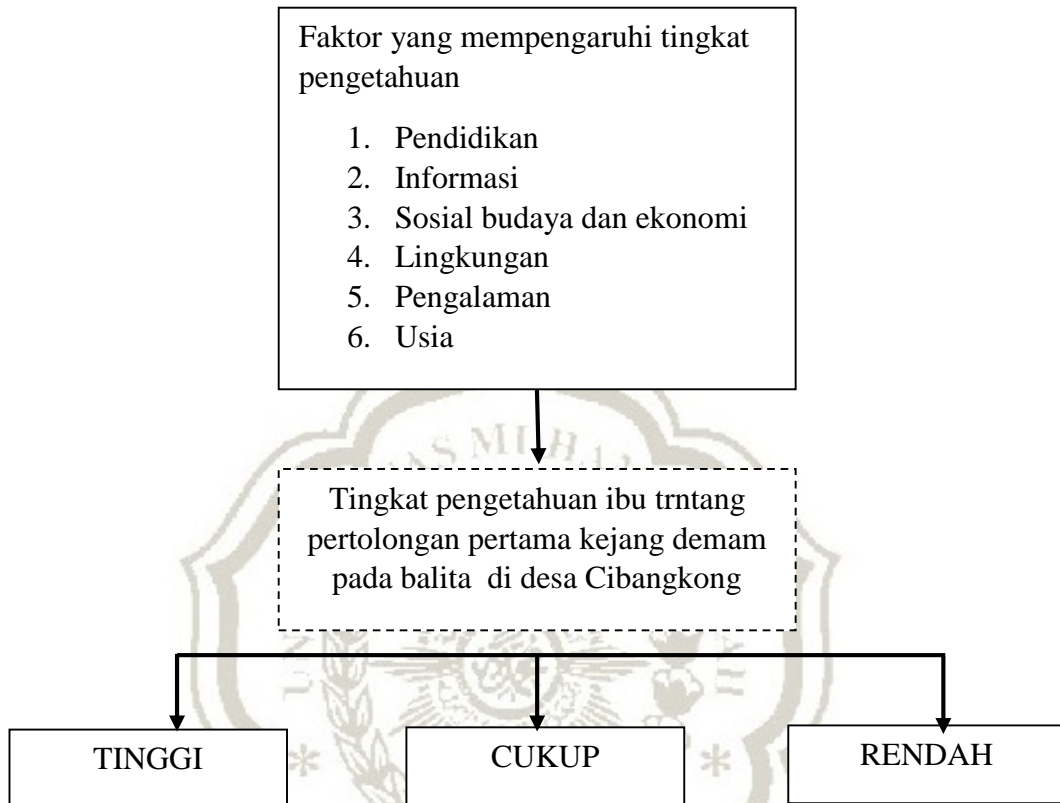 Faktor yang mempengaruhi tingkat
pengetahuan
1. Pendidikan
2. Informasi
3. Sosial budaya dan ekonomi
4. Lingkungan
5. Pengalaman
6. Usia
Tingkat pengetahuan ibu trntang
pertolongan pertama kejang demam
pada balita di desa Cibangkong
TINGGI
CUKUP
RENDAH